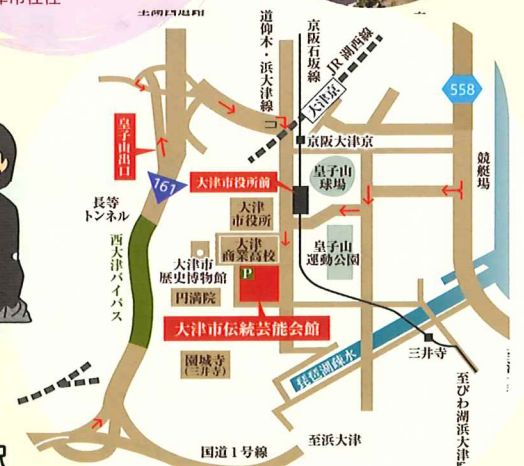 道仰木・浜大津線
京阪石坂線
JR湖西線
大津京
558
コ
京阪大津京
皇子山出口
161
大津市役所前
皇子山
球場
競艇場
長等
トンネル
大津
市役所
西大津バイパス
大津
商業高校
皇子山
運動公園
大津市
歴史博物館
P
円満院
大津市伝統芸能会館
園城寺
(三井寺)
琵琶湖疎水
三井寺
至びわ湖浜大津
国道1号線
至浜大津